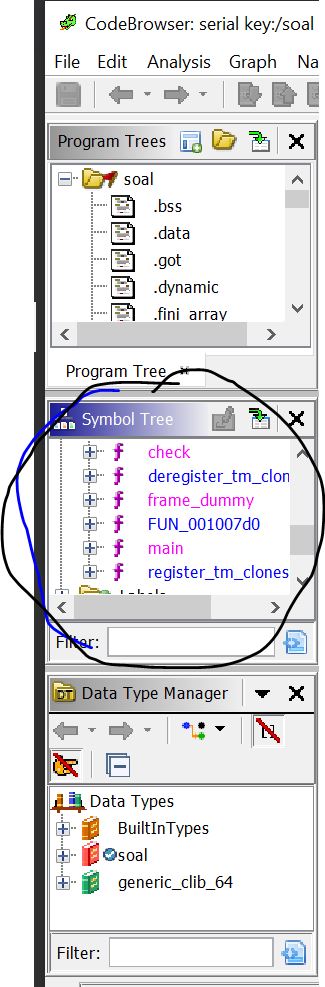 CodeBrowser: serial key:/soal
File Edit Analysis Graph Na
Program Trees
soal
.bss
.data
.got
.dynamic
.fini_array
Program Tree
Symbol Tree
check
deregister_tm_clon
frame_dummy
FUN_001007d0
main
register_tm_clones
Labels
Filter:
Data Type Manager
DT
Data Types
BuiltInTypes
soal
generic_clib_64
Filter: